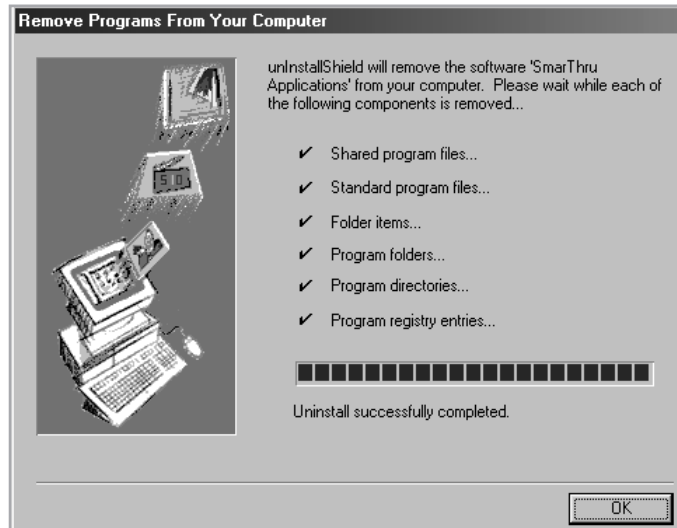 Remove Programs From Your Computer
unInstallShield will remove the software 'SmarThru
Applications' from your computer. Please wait while each of
the following components is removed...
✔ Shared program files...
✔ Standard program files...
✔ Folder items...
✔ Program folders...
✔ Program directories...
✔ Program registry entries...
Uninstall successfully completed.
OK